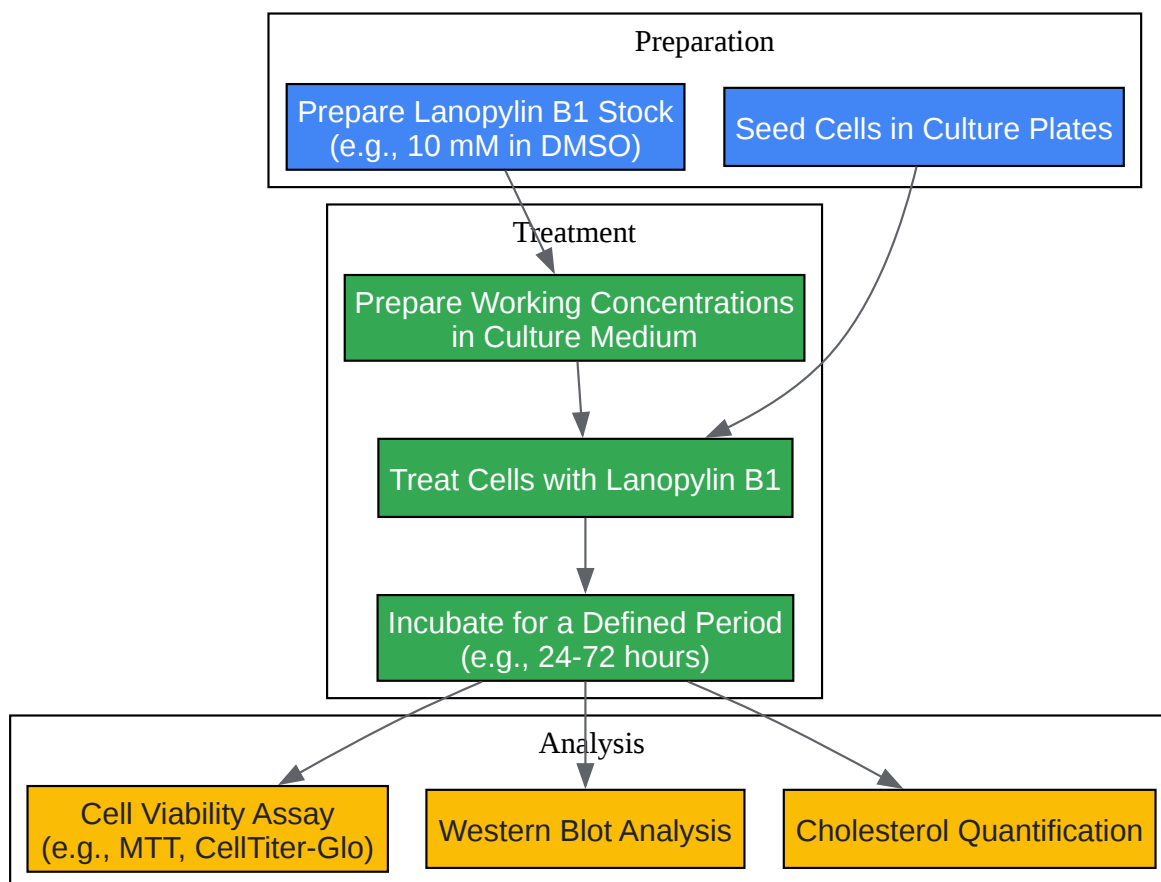 Preparation
Prepare Lanopylin B1 Stock
(e.g., 10 mM in DMSO)
Seed Cells in Culture Plates
Treatment
Prepare Working Concentrations
in Culture Medium
Treat Cells with Lanopylin B1
Incubate for a Defined Period
(e.g., 24-72 hours)
Analysis
Cell Viability Assay
(e.g., MTT, CellTiter-Glo)
Western Blot Analysis
Cholesterol Quantification